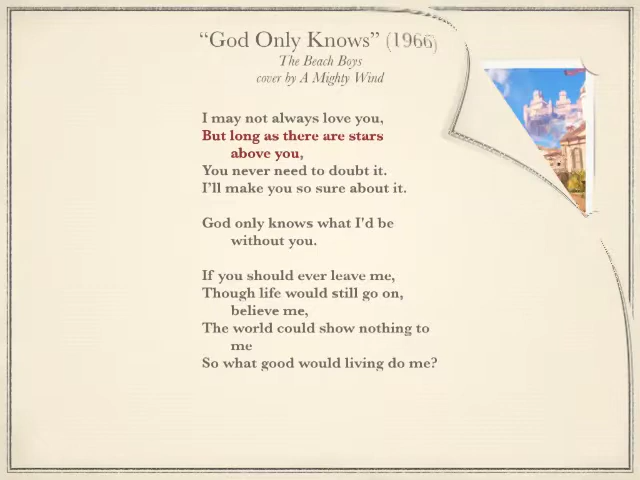 “God Only Knows” (1966)
The Beach Boys
cover by A Mighty Wind
I may not always love you,
But long as there are stars
above you,
You never need to doubt it.
I’ll make you so sure about it.
God only knows what I'd be
without you.
If you should ever leave me,
Though life would still go on,
believe me,
The world could show nothing to
me
So what good would living do me?